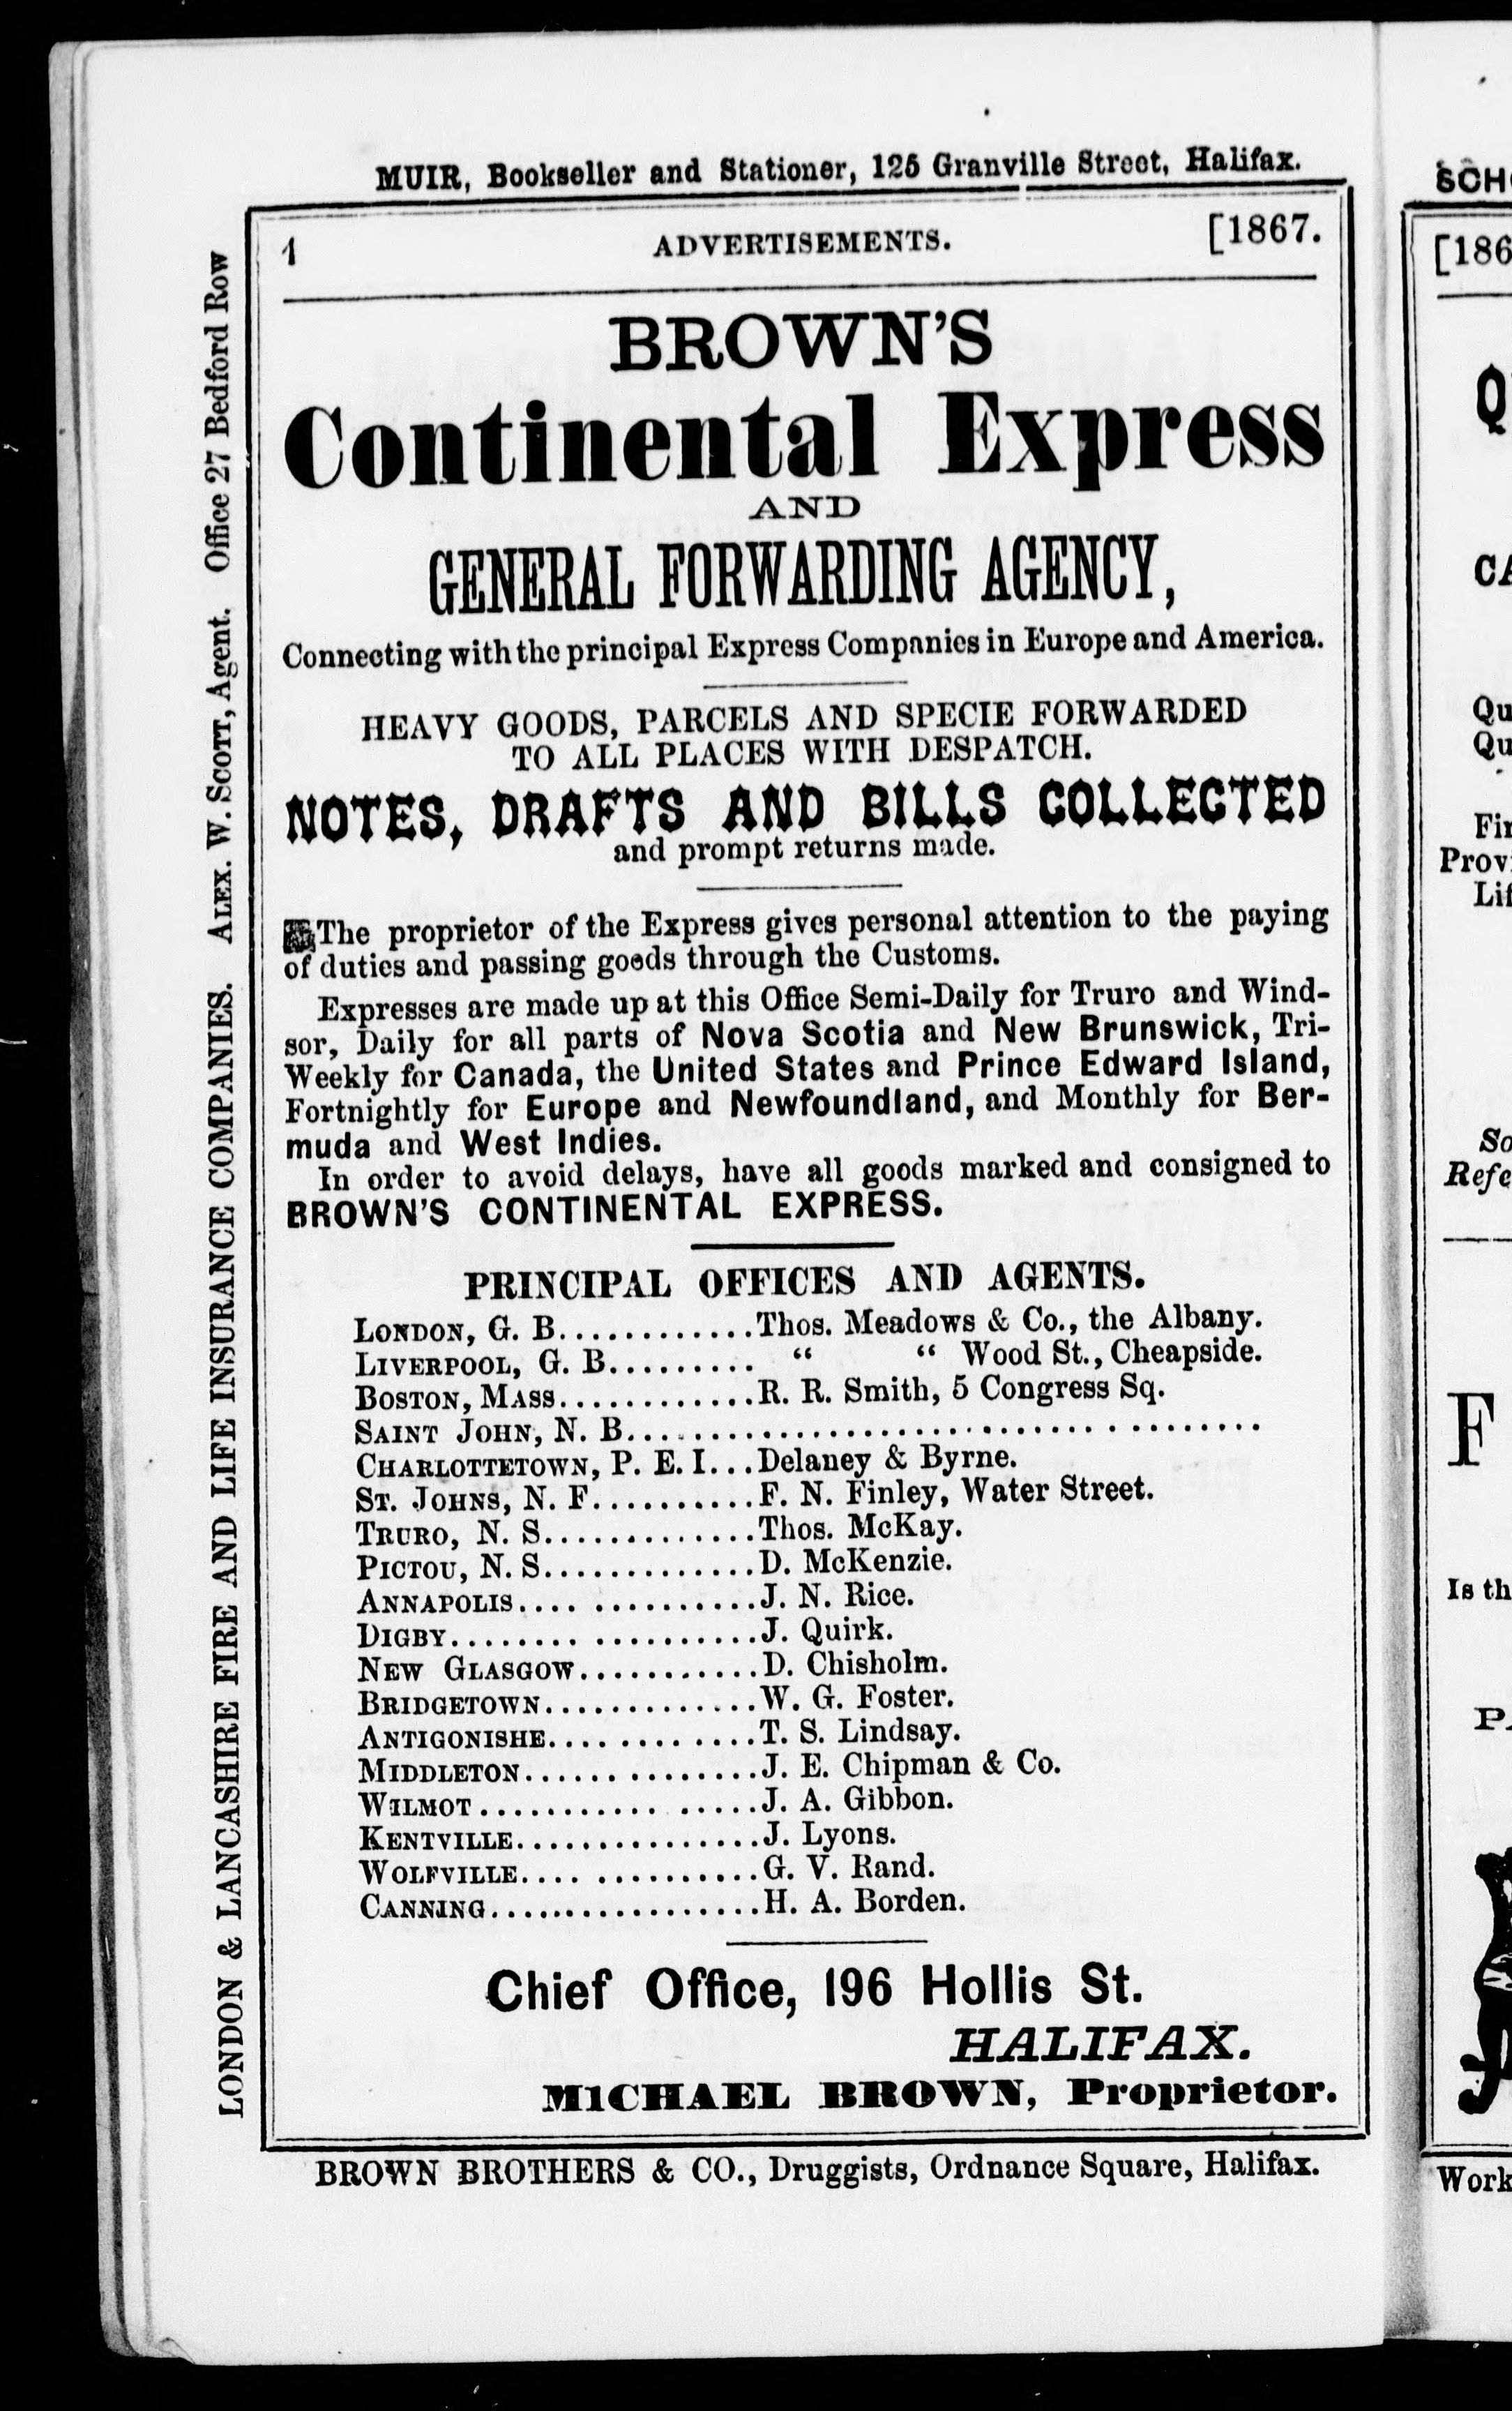 MUIR, Bookseller and Stationer, 125 Granville Street, Halifax.
1 ADVERTISEMENTS. [1867.
BROWN'S
Continental Express
AND
GENERAL FORWARDING AGENCY,
Connecting with the principal Express Companies in Europe and America.
HEAVY GOODS, PARCELS AND SPECIE FORWARDED
TO ALL PLACES WITH DESPATCH.
NOTES, DRAFTS AND BILLS COLLECTED
and prompt returns made.
The proprietor of the Express gives personal attention to the paying
of duties and passing goods through the Customs.
Expresses are made up at this Office Semi-Daily for Truro and Wind-
sor, Daily for all parts of Nova Scotia and New Brunswick, Tri-
Weekly for Canada, the United States and Prince Edward Island,
Fortnightly for Europe and Newfoundland, and Monthly for Ber-
muda and West Indies.
In order to avoid delays, have all goods marked and consigned to
BROWN'S CONTINENTAL EXPRESS.
PRINCIPAL OFFICES AND AGENTS.
LONDON, G. B............Thos. Meadows & Co., the Albany.
LIVERPOOL, G. B......... " " Wood St., Cheapside.
BOSTON, MASS............R. R. Smith, 5 Congress Sq.
SAINT JOHN, N. B......................................
CHARLOTTETOWN, P. E. I...Delaney & Byrne.
ST. JOHNS, N. F..........F. N. Finley, Water Street.
TRURO, N. S.............Thos. McKay.
PICTOU, N. S.............D. McKenzie.
ANNAPOLIS.... ..........J. N. Rice.
DIGBY........ ..........J. Quirk.
NEW GLASGOW...........D. Chisholm.
BRIDGETOWN.............W. G. Foster.
ANTIGONISHE.............T. S. Lindsay.
MIDDLETON..............J. E. Chipman & Co.
WILMOT........... .....J. A. Gibbon.
KENTVILLE...............J. Lyons.
WOLFVILLE.... ..........G. V. Rand.
CANNING.................H. A. Borden.
Chief Office, 196 Hollis St.
HALIFAX.
MICHAEL BROWN, Proprietor.
BROWN BROTHERS & CO., Druggists, Ordnance Square, Halifax.
LONDON & LANCASHIRE FIRE AND LIFE INSURANCE COMPANIES. ALEX. W. SCOTT, Agent. Office 27 Bedford Row
[186
CA
Qu
Qu
Prov
Refe
F
Is th
Work